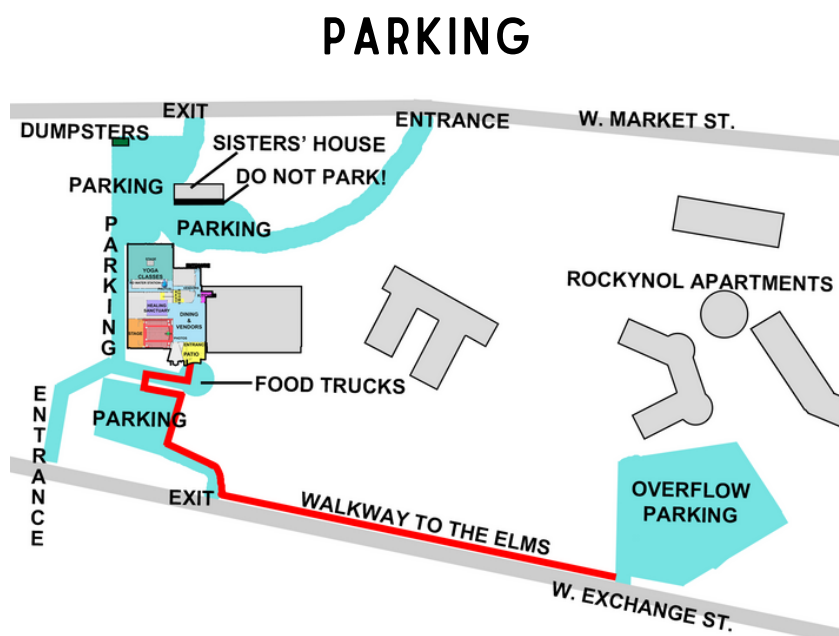 PARKING
EXIT
ENTRANCE
W. MARKET ST.
DUMPSTERS
SISTERS' HOUSE
PARKING
DO NOT PARK!
PARKING
PARKING
YOGA
CLASSES
HEALING
SANCTUARY
DINING
&
VENDORS
STAGE
ENTRANCE
PATIO
ROCKYNOL APARTMENTS
FOOD TRUCKS
ENTRANCE
PARKING
EXIT
WALKWAY TO THE ELMS
OVERFLOW
PARKING
W. EXCHANGE ST.